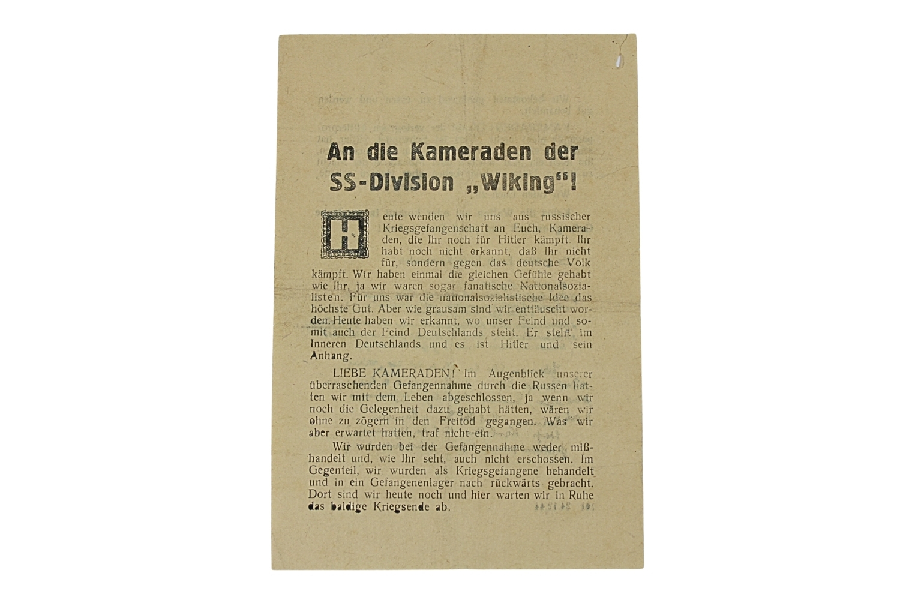 An die Kameraden der
SS-Division „Wiking“!
Heute wenden wir uns aus russischer
Kriegsgefangenschaft an Euch, Kamera-
den, die Ihr noch für Hitler kämpft. Ihr
habt noch nicht erkannt, daß Ihr nicht
für, sondern gegen das deutsche Volk
kämpft. Wir haben einmal die gleichen Gefühle gehabt
wie Ihr, ja wir waren sogar fanatische Nationalsozia-
listen. Für uns war die nationalsozialistische Idee das
höchste Gut. Aber wie grausam sind wir enttäuscht wor-
den. Heute haben wir erkannt, wo unser Feind und so-
mit auch der Feind Deutschlands steht. Er steht im
Inneren Deutschlands und es ist Hitler und sein
Anhang.
LIEBE KAMERADEN! Im Augenblick unserer
überraschenden Gefangennahme durch die Russen hat-
ten wir mit dem Leben abgeschlossen, ja wenn wir
noch die Gelegenheit dazu gehabt hätten, wären wir
ohne zu zögern in den Freitod gegangen. Was wir
aber erwartet hatten, traf nicht ein.
Wir wurden bei der Gefangennahme weder miß-
handelt und, wie Ihr seht, auch nicht erschossen. Im
Gegenteil, wir wurden als Kriegsgefangene behandelt
und in ein Gefangenenlager nach rückwärts gebracht.
Dort sind wir heute noch und hier warten wir in Ruhe
das baldige Kriegsende ab.